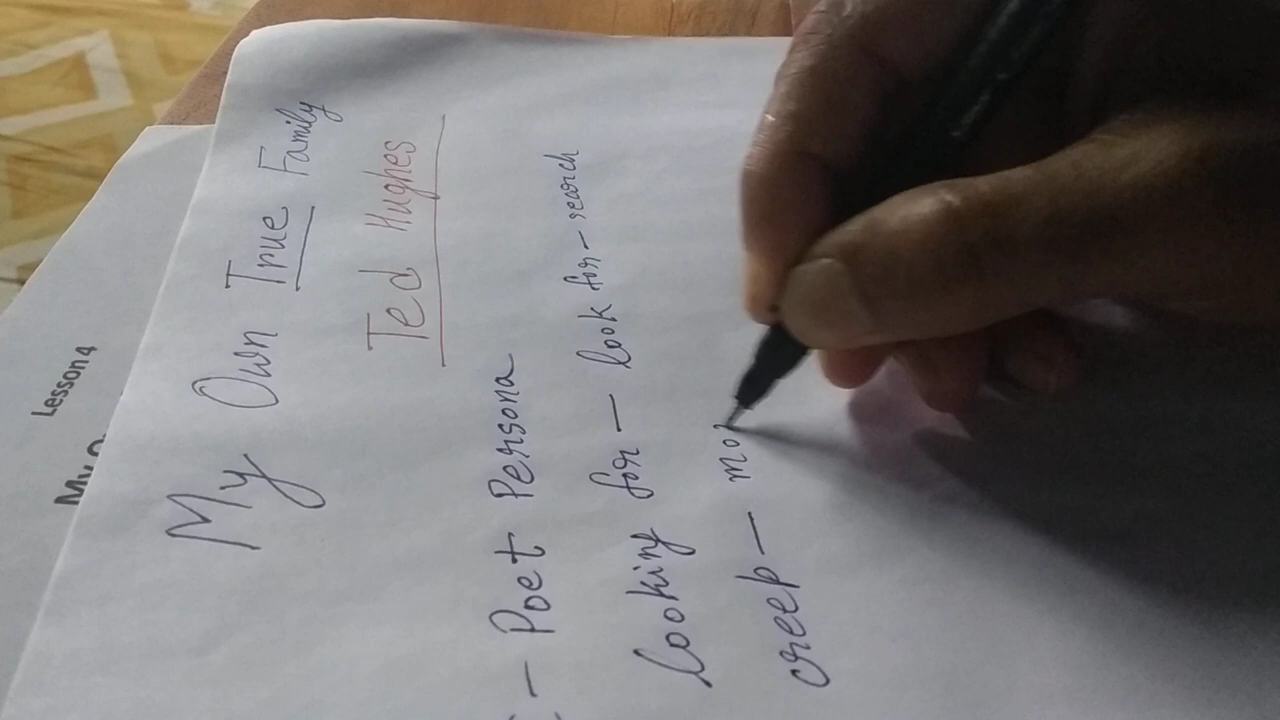 Lesson 4
My Own True Family
Ted Hughes
- Poet Persona
looking for - look for - search
creep - mo